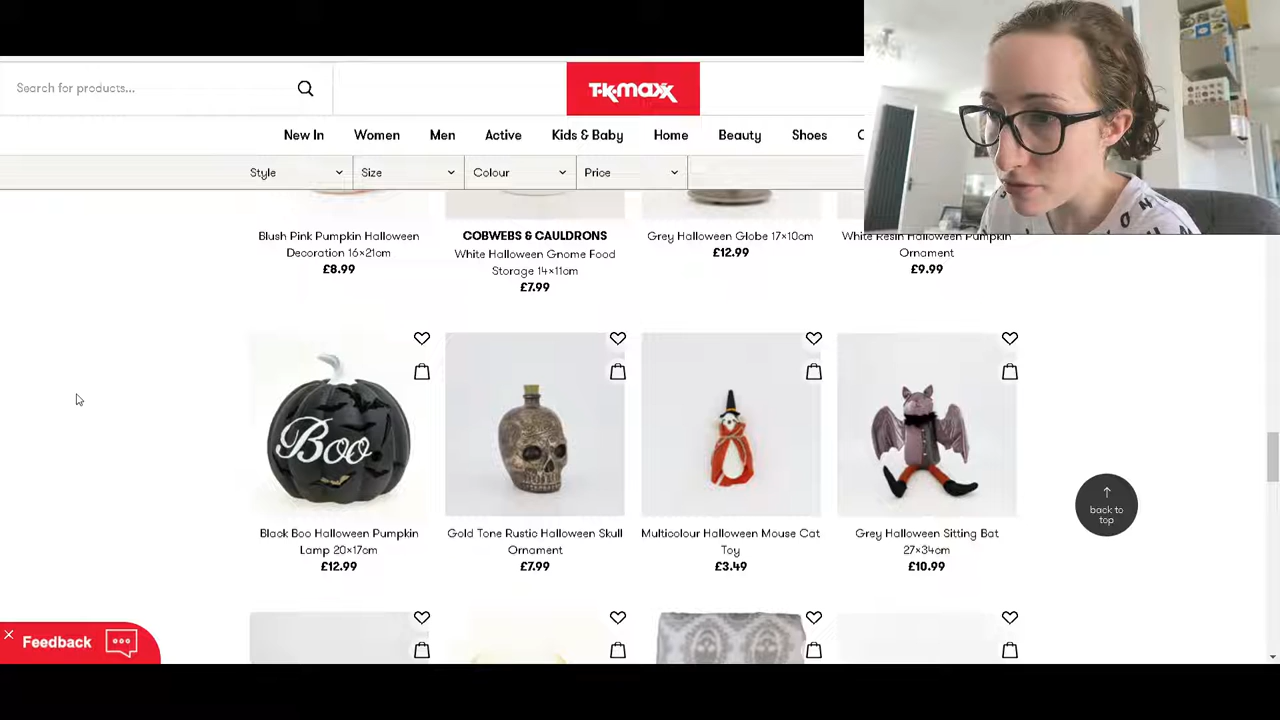 Search for products...
TK maxx
New In
Women
Men
Active
Kids & Baby
Home
Beauty
Shoes
Style
Size
Colour
Price
Blush Pink Pumpkin Halloween
Decoration 16x21cm
£8.99
COBWEBS & CAULDRONS
White Halloween Gnome Food
Storage 14x11cm
£7.99
Grey Halloween Globe 17x10cm
£12.99
White Resin Halloween Pumpkin
Ornament
£9.99
Boo
Black Boo Halloween Pumpkin
Lamp 20x17cm
£12.99
Gold Tone Rustic Halloween Skull
Ornament
£7.99
Multicolour Halloween Mouse Cat
Toy
£3.49
Grey Halloween Sitting Bat
27x34cm
£10.99
↑
back to
top
Feedback